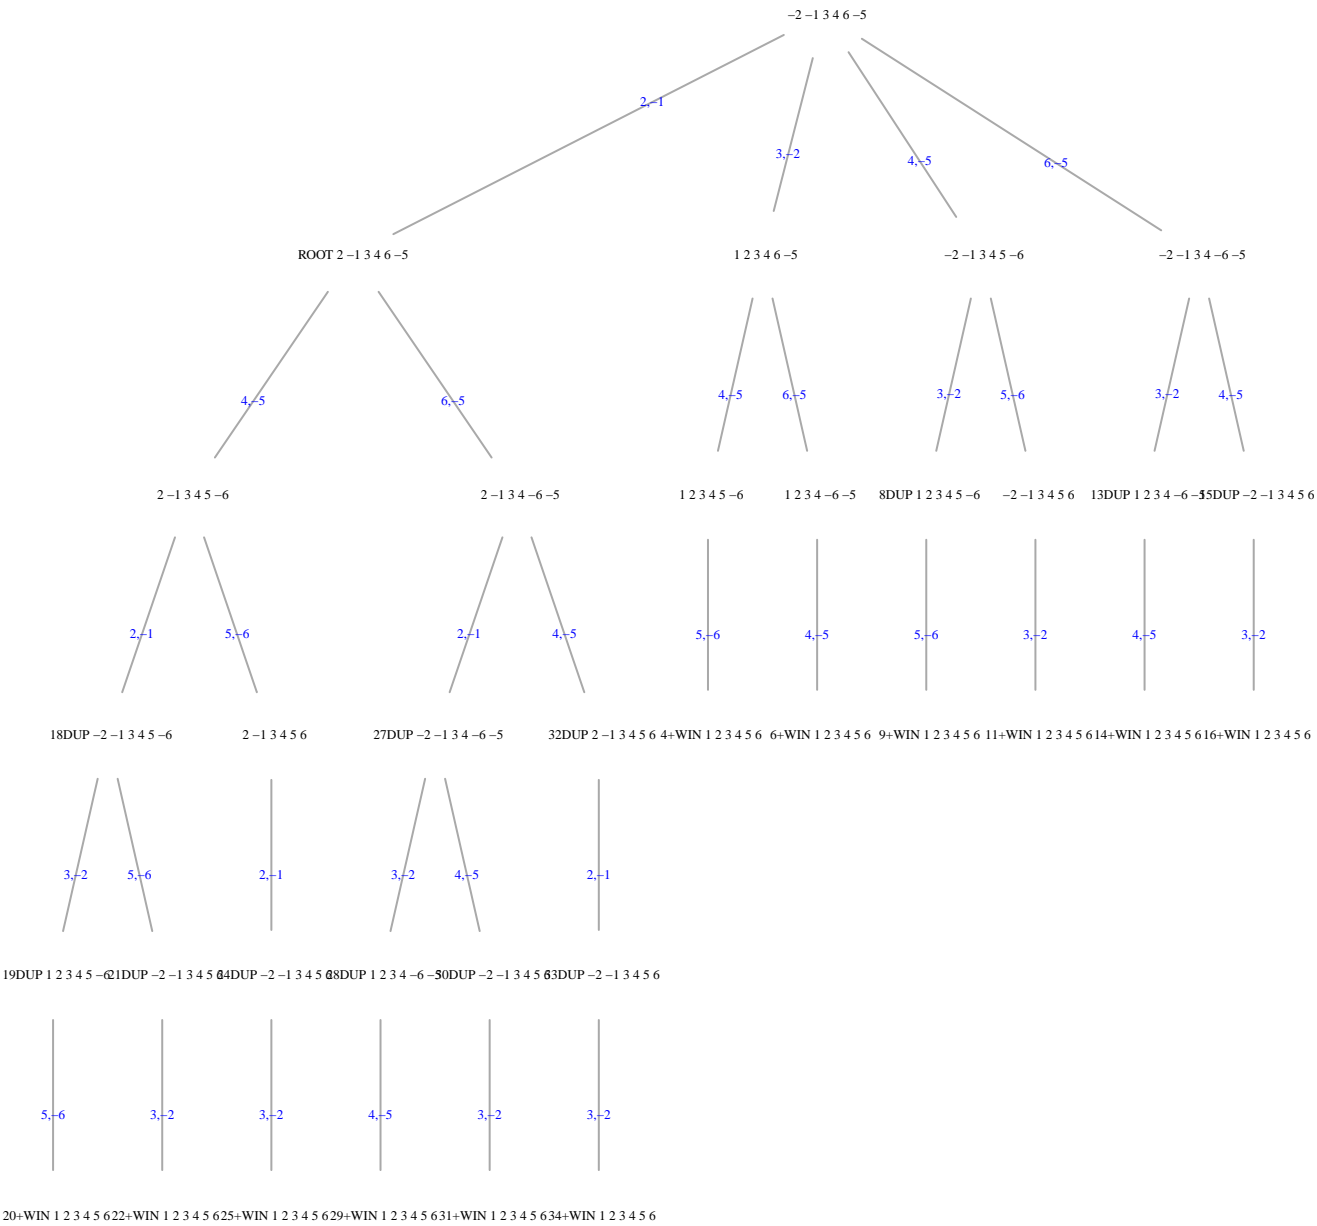 −2 −1 3 4 6 −5
2,−1
3,−2
4,−5
6,−5
ROOT 2 −1 3 4 6 −5
1 2 3 4 6 −5
−2 −1 3 4 5 −6
−2 −1 3 4 −6 −5
4,−5
6,−5
4,−5
6,−5
3,−2
5,−6
3,−2
4,−5
2 −1 3 4 5 −6
2 −1 3 4 −6 −5
1 2 3 4 5 −6
1 2 3 4 −6 −5
8DUP 1 2 3 4 5 −6
−2 −1 3 4 5 6
13DUP 1 2 3 4 −6 −5
15DUP −2 −1 3 4 5 6
2,−1
5,−6
2,−1
4,−5
5,−6
4,−5
5,−6
3,−2
4,−5
3,−2
18DUP −2 −1 3 4 5 −6
2 −1 3 4 5 6
27DUP −2 −1 3 4 −6 −5
32DUP 2 −1 3 4 5 6
4+WIN 1 2 3 4 5 6
6+WIN 1 2 3 4 5 6
9+WIN 1 2 3 4 5 6
11+WIN 1 2 3 4 5 6
14+WIN 1 2 3 4 5 6
16+WIN 1 2 3 4 5 6
3,−2
5,−6
2,−1
3,−2
4,−5
2,−1
19DUP 1 2 3 4 5 −6
21DUP −2 −1 3 4 5 6
24DUP −2 −1 3 4 5 6
28DUP 1 2 3 4 −6 −5
30DUP −2 −1 3 4 5 6
33DUP −2 −1 3 4 5 6
5,−6
3,−2
3,−2
4,−5
3,−2
3,−2
20+WIN 1 2 3 4 5 6
22+WIN 1 2 3 4 5 6
25+WIN 1 2 3 4 5 6
29+WIN 1 2 3 4 5 6
31+WIN 1 2 3 4 5 6
34+WIN 1 2 3 4 5 6